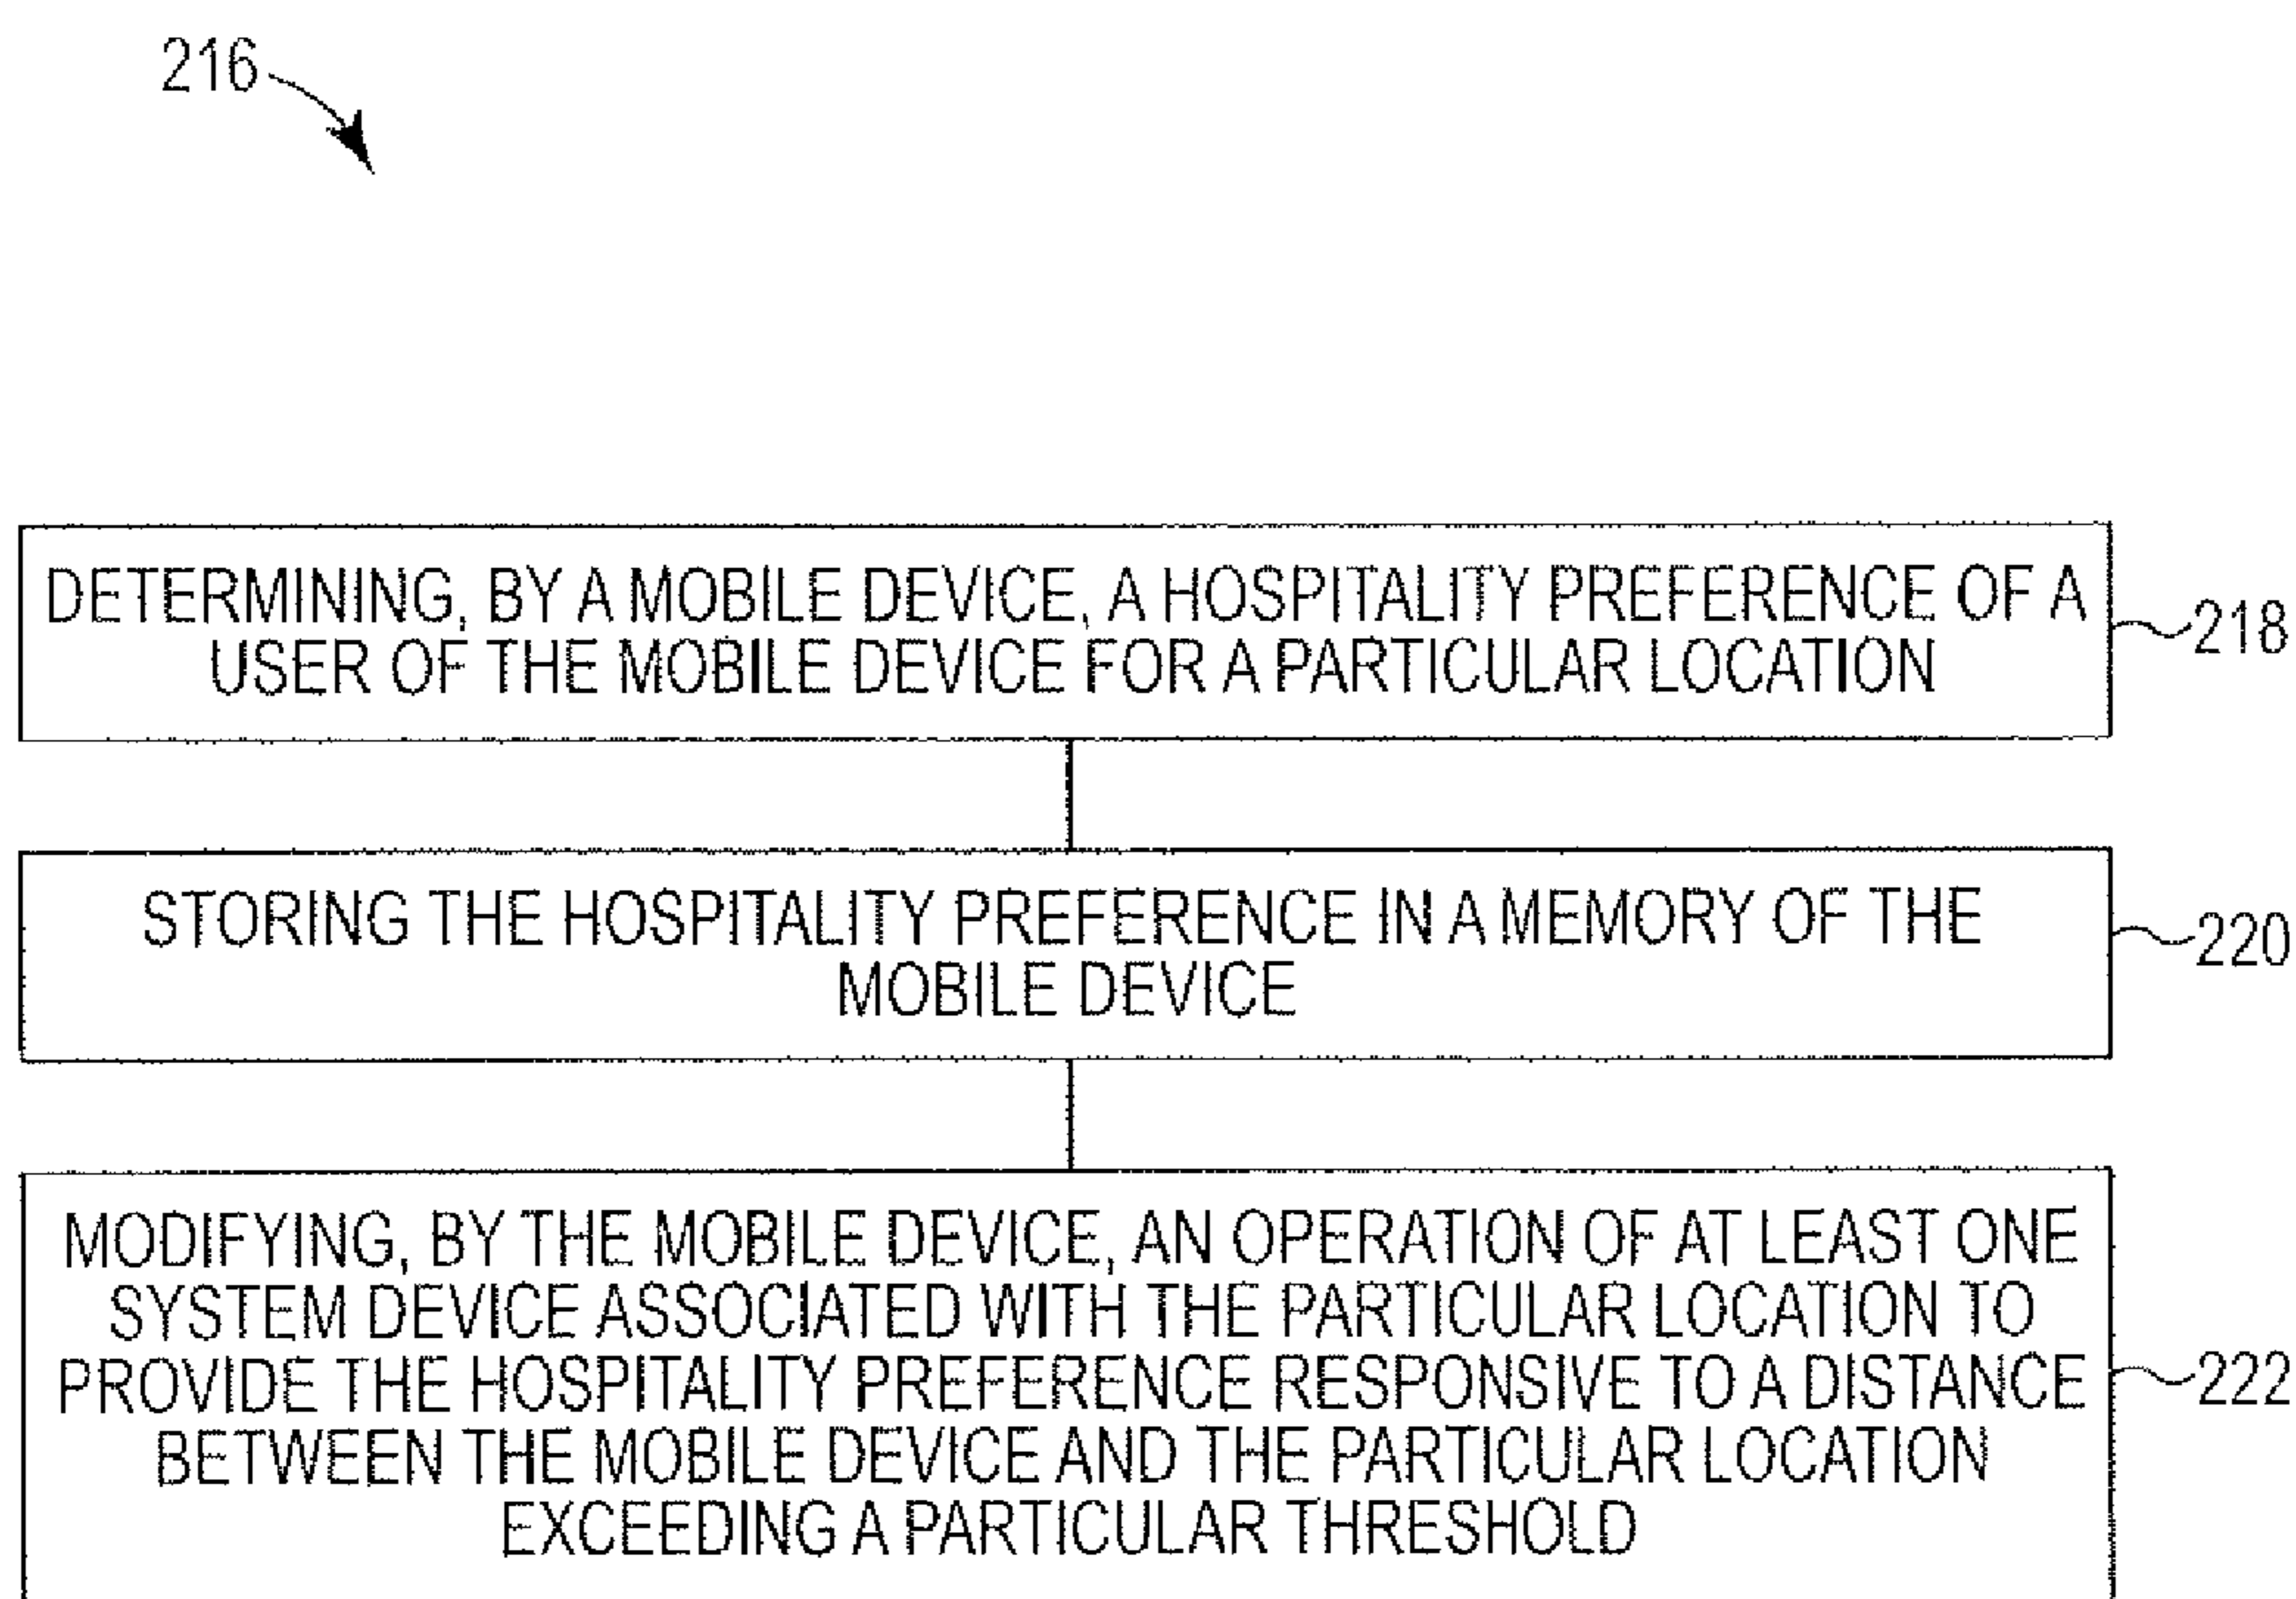 216
DETERMINING, BY A MOBILE DEVICE, A HOSPITALITY PREFERENCE OF A
USER OF THE MOBILE DEVICE FOR A PARTICULAR LOCATION
218
STORING THE HOSPITALITY PREFERENCE IN A MEMORY OF THE
MOBILE DEVICE
220
MODIFYING, BY THE MOBILE DEVICE, AN OPERATION OF AT LEAST ONE
SYSTEM DEVICE ASSOCIATED WITH THE PARTICULAR LOCATION TO
PROVIDE THE HOSPITALITY PREFERENCE RESPONSIVE TO A DISTANCE
BETWEEN THE MOBILE DEVICE AND THE PARTICULAR LOCATION
EXCEEDING A PARTICULAR THRESHOLD
222